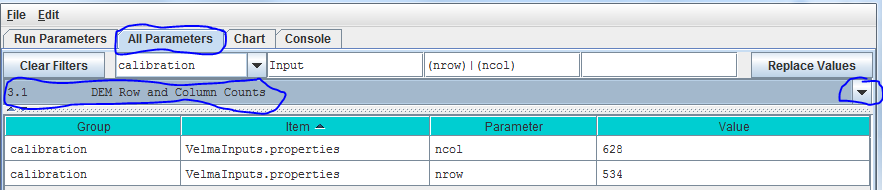 File Edit
Run Parameters All Parameters Chart Console
Clear Filters calibration Input (nrow)|(ncol) Replace Values
3.1 DEM Row and Column Counts
Group Item Parameter Value
calibration VelmaInputs.properties ncol 628
calibration VelmaInputs.properties nrow 534